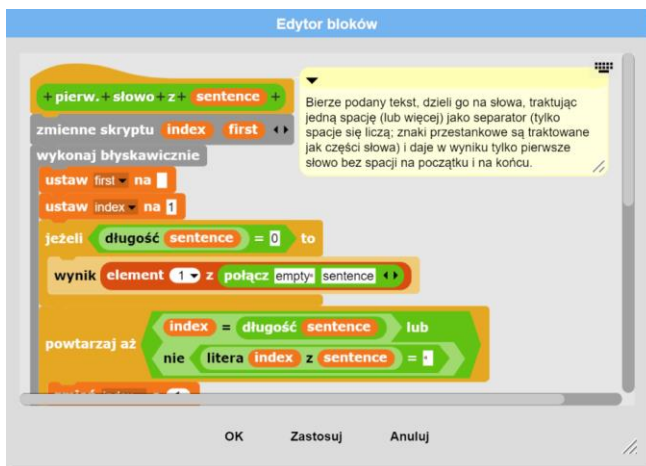 Edytor bloków
+ pierw. + słowo + z + sentence +
Bierze podany tekst, dzieli go na słowa, traktując
jedną spację (lub więcej) jako separator (tylko
spacje się liczą; znaki przestankowe są traktowane
jak części słowa) i daje w wyniku tylko pierwsze
słowo bez spacji na początku i na końcu.
zmienne skryptu index first
wykonaj błyskawicznie
ustaw first na
ustaw index na 1
jeżeli długość sentence = 0 to
wynik element 1 z połącz empty sentence
index = długość sentence lub
powtarzaj aż
nie litera index z sentence =
OK Zastosuj Anuluj